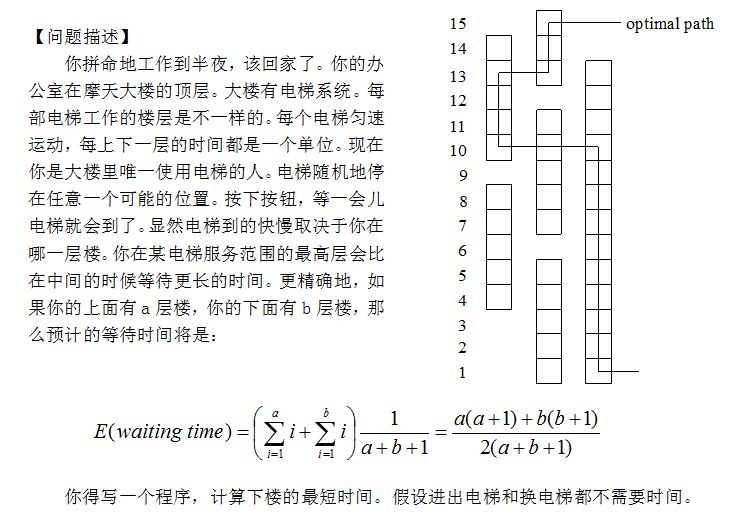 【问题描述】
你拼命地工作到半夜，该回家了。你的办
公室在摩天大楼的顶层。大楼有电梯系统。每
部电梯工作的楼层是不一样的。每个电梯匀速
运动，每上下一层的时间都是一个单位。现在
你是大楼里唯一使用电梯的人。电梯随机地停
在任意一个可能的位置。按下按钮，等一会儿
电梯就会到了。显然电梯到的快慢取决于你在
哪一层楼。你在某电梯服务范围的最高层会比
在中间的时候等待更长的时间。更精确地，如
果你的上面有 a 层楼，你的下面有 b 层楼，那
么预计的等待时间将是：
15
14
13
12
11
10
9
8
7
6
5
4
3
2
1
optimal path
E(waiting time) = (∑_{i=1}^{a} i + ∑_{i=1}^{b} i) 1/(a+b+1) = (a(a+1)+b(b+1))/(2(a+b+1))
你得写一个程序，计算下楼的最短时间。假设进出电梯和换电梯都不需要时间。